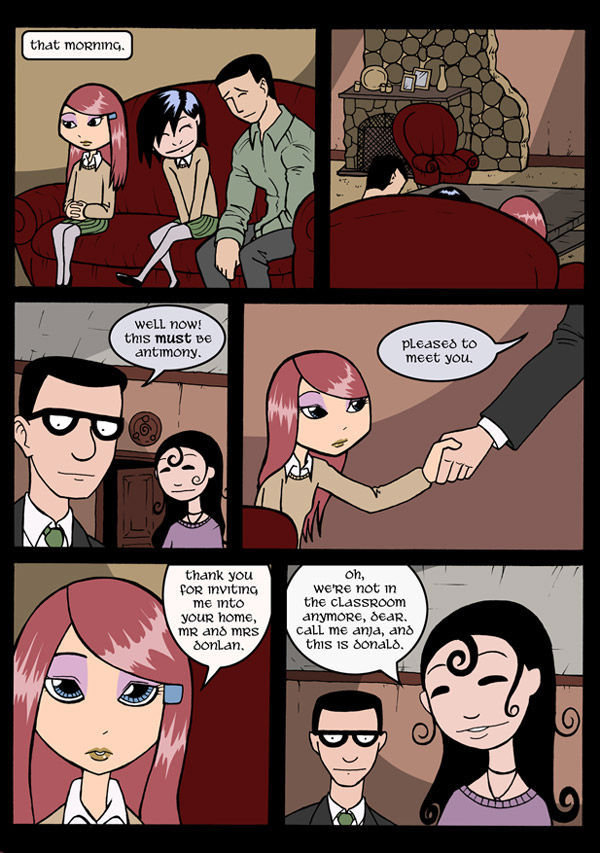 that morning.
well now!
this must be
antimony.
pleased to
meet you.
thank you
for inviting
me into
your home,
mr and mrs
donlan.
oh,
we're not in
the classroom
anymore, dear.
call me anja, and
this is donald.